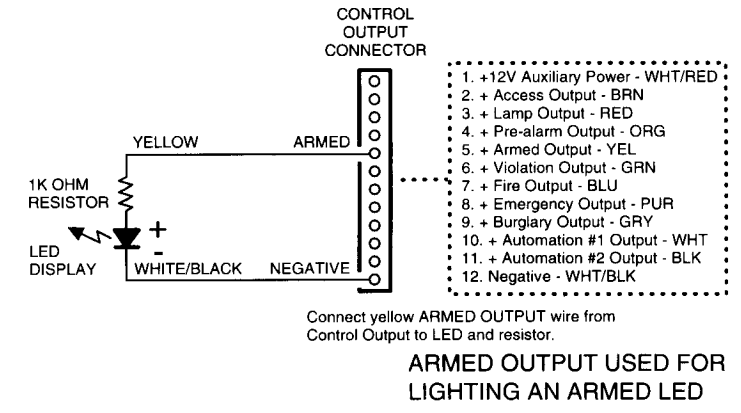 CONTROL
OUTPUT
CONNECTOR
1. +12V Auxiliary Power - WHT/RED
2. + Access Output - BRN
3. + Lamp Output - RED
4. + Pre-alarm Output - ORG
5. + Armed Output - YEL
6. + Violation Output - GRN
7. + Fire Output - BLU
8. + Emergency Output - PUR
9. + Burglary Output - GRY
10. + Automation #1 Output - WHT
11. + Automation #2 Output - BLK
12. Negative - WHT/BLK
YELLOW
ARMED
1K OHM
RESISTOR
+
-
LED
DISPLAY
WHITE/BLACK
NEGATIVE
Connect yellow ARMED OUTPUT wire from
Control Output to LED and resistor.
ARMED OUTPUT USED FOR
LIGHTING AN ARMED LED